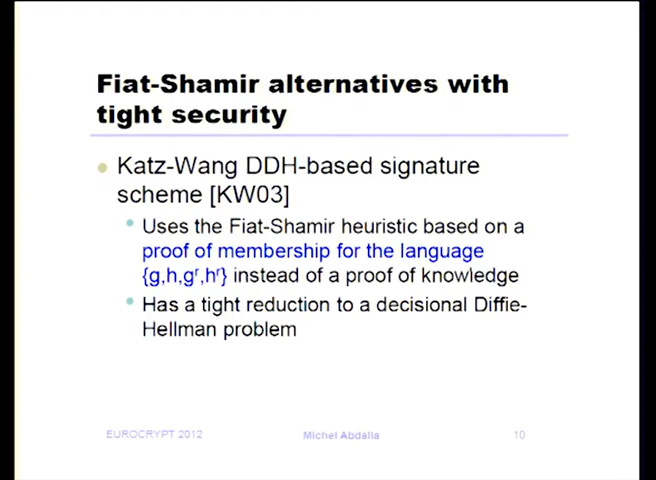 Fiat-Shamir alternatives with
tight security
Katz-Wang DDH-based signature
scheme [KW03]
Uses the Fiat-Shamir heuristic based on a
proof of membership for the language
{g,h,gʳ,hʳ} instead of a proof of knowledge
Has a tight reduction to a decisional Diffie-
Hellman problem
EUROCRYPT 2012 Michel Abdalla 10